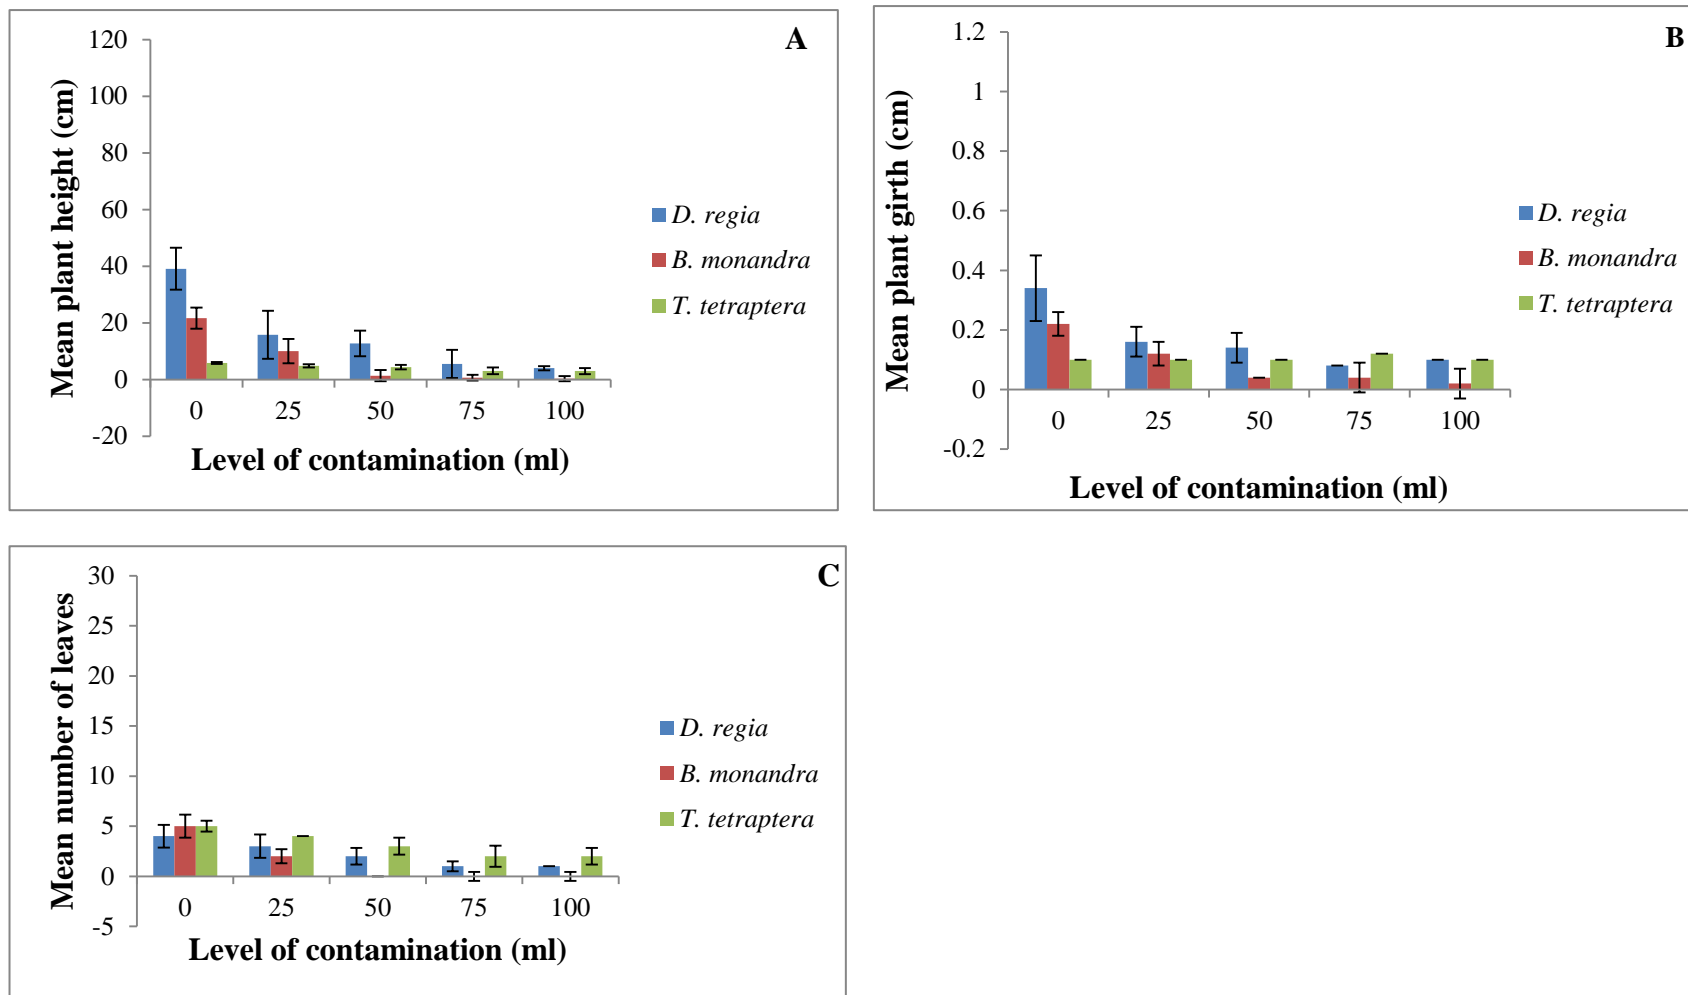 A
Mean plant height (cm)
120
100
80
60
40
20
0
-20
0 25 50 75 100
Level of contamination (ml)
D. regia
B. monandra
T. tetraptera
B
Mean plant girth (cm)
1.2
1
0.8
0.6
0.4
0.2
0
-0.2
0 25 50 75 100
Level of contamination (ml)
D. regia
B. monandra
T. tetraptera
C
Mean number of leaves
30
25
20
15
10
5
0
-5
0 25 50 75 100
Level of contamination (ml)
D. regia
B. monandra
T. tetraptera